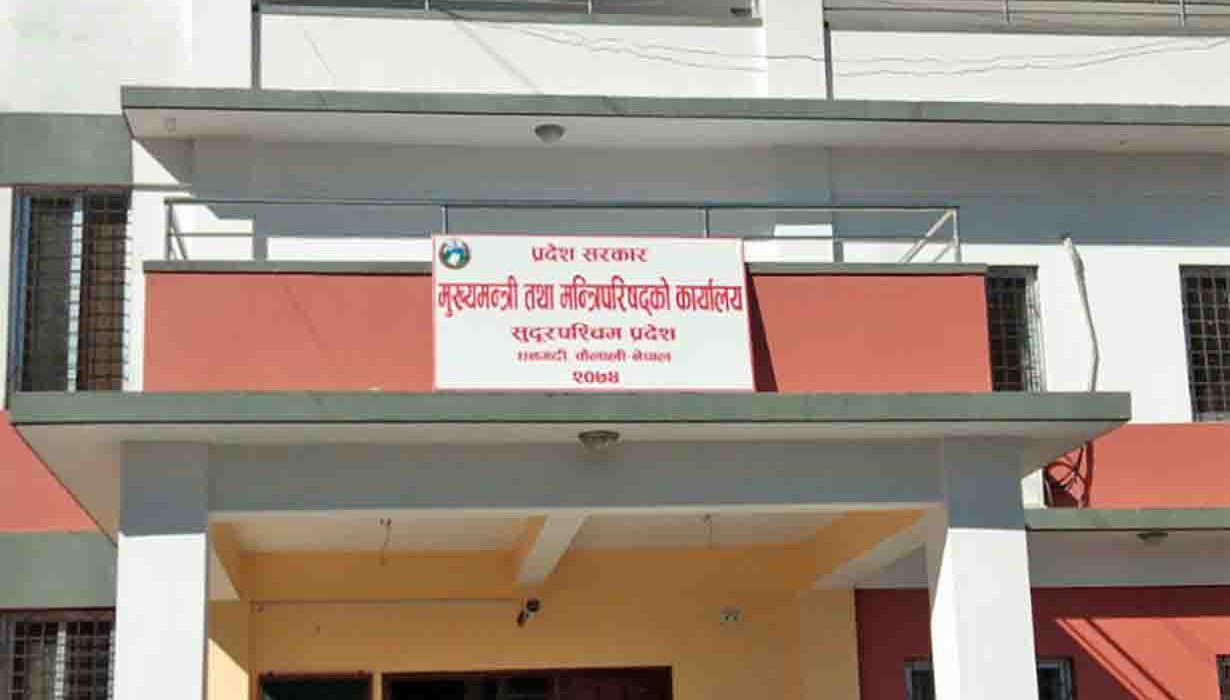 प्रदेश सरकार
मुख्यमन्त्री तथा मन्त्रिपरिषद्को कार्यालय
सुदूरपश्चिम प्रदेश
धनगढी, कैलाली-नेपाल
२०७४